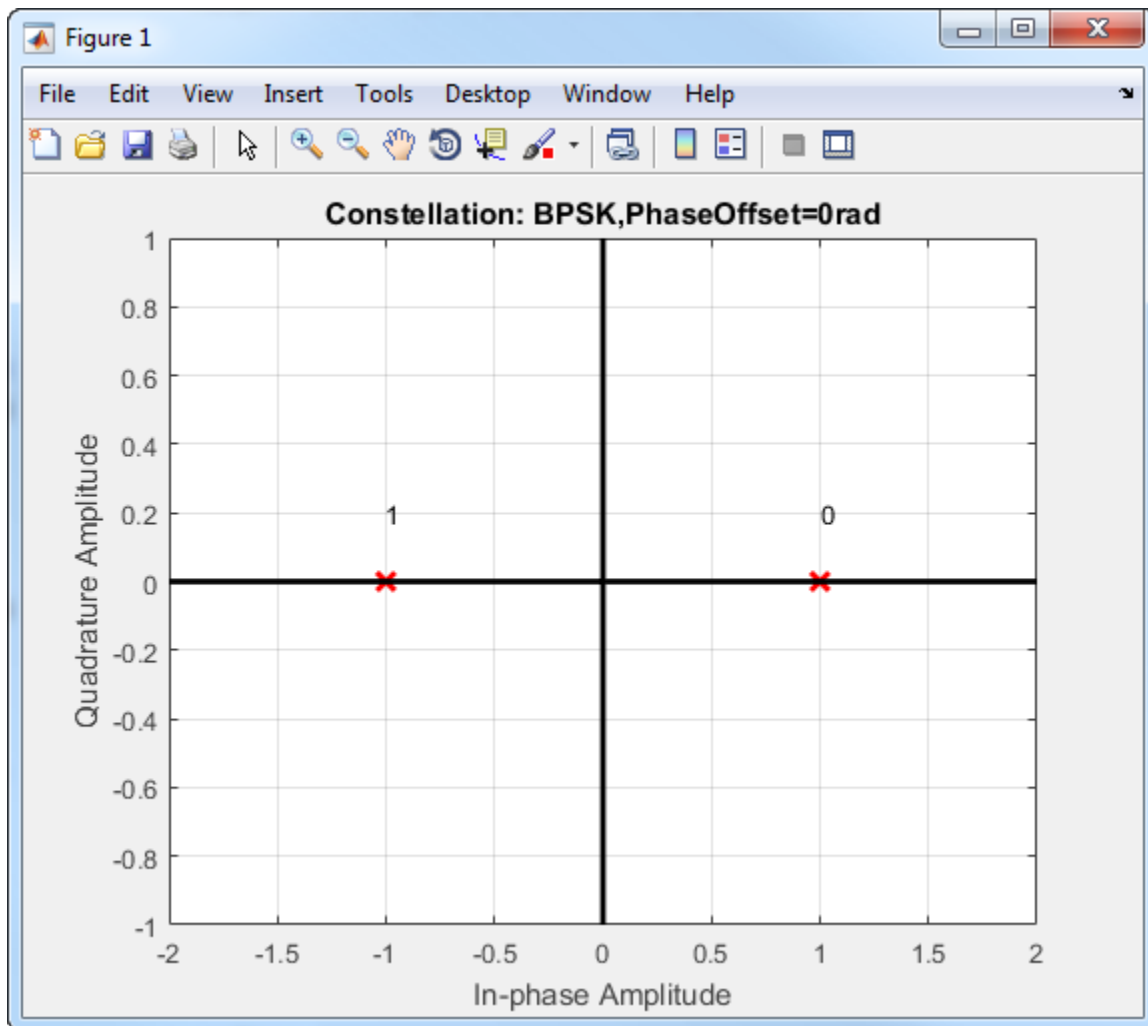 Figure 1
File Edit View Insert Tools Desktop Window Help
Constellation: BPSK,PhaseOffset=0rad
1
0.8
0.6
0.4
0.2
0
-0.2
-0.4
-0.6
-0.8
-1
Quadrature Amplitude
1 0
-2 -1.5 -1 -0.5 0 0.5 1 1.5 2
In-phase Amplitude